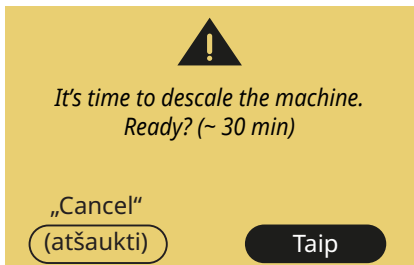 It's time to descale the machine.
Ready? (~ 30 min)
„Cancel“
(atšaukti)
Taip